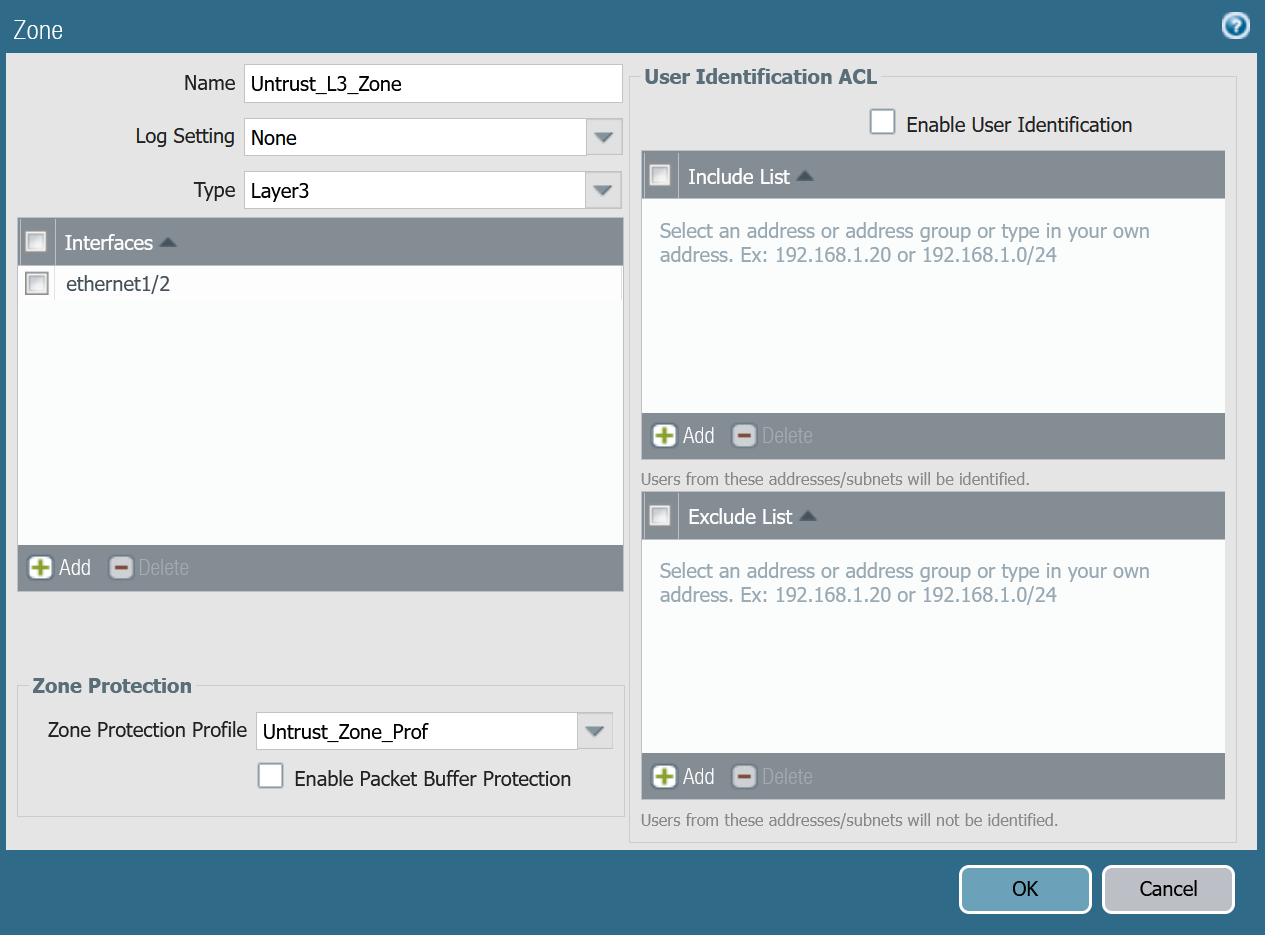 Zone
Name Untrust_L3_Zone
Log Setting None
Type Layer3
Interfaces
ethernet1/2
Add Delete
Zone Protection
Zone Protection Profile Untrust_Zone_Prof
Enable Packet Buffer Protection
User Identification ACL
Enable User Identification
Include List
Select an address or address group or type in your own
address. Ex: 192.168.1.20 or 192.168.1.0/24
Add Delete
Users from these addresses/subnets will be identified.
Exclude List
Select an address or address group or type in your own
address. Ex: 192.168.1.20 or 192.168.1.0/24
Add Delete
Users from these addresses/subnets will not be identified.
OK Cancel